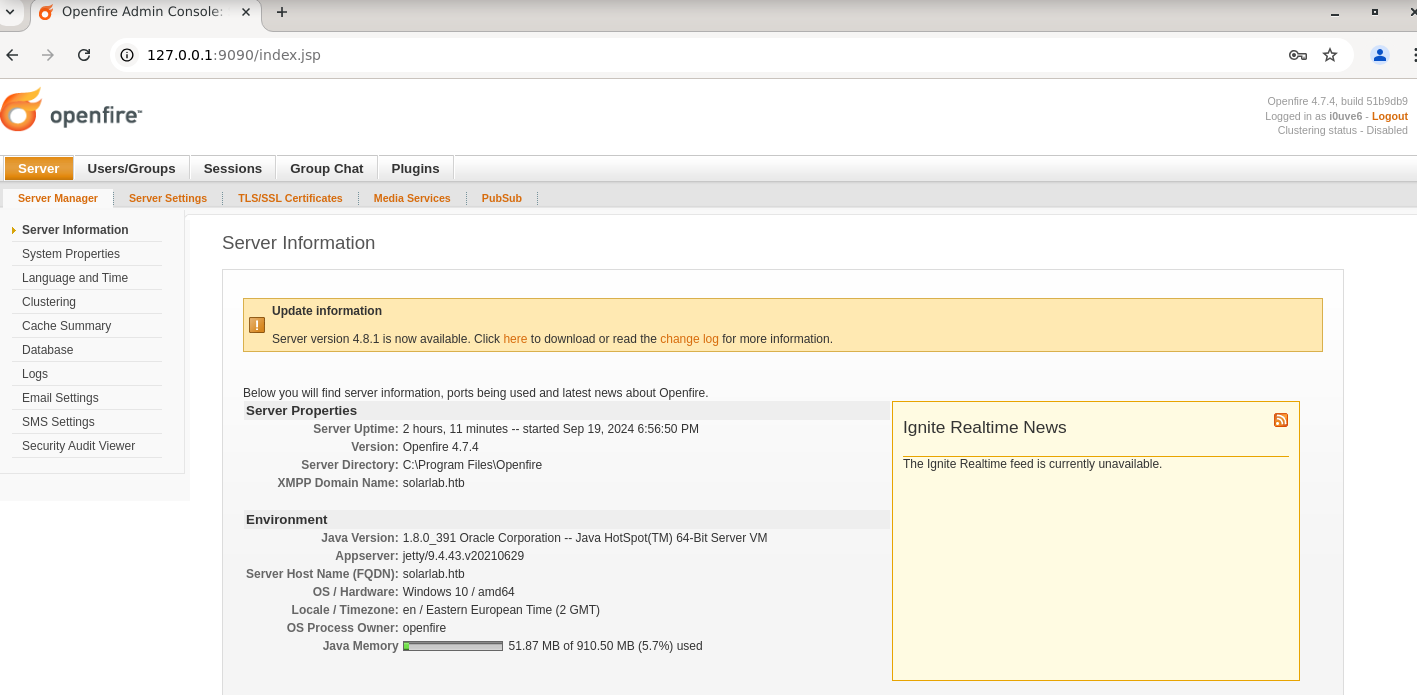 Openfire Admin Console:
127.0.0.1:9090/index.jsp
openfire™
Openfire 4.7.4, build 51b9db9
Logged in as i0uve6 - Logout
Clustering status - Disabled
Server Users/Groups Sessions Group Chat Plugins
Server Manager Server Settings TLS/SSL Certificates Media Services PubSub
Server Information
System Properties
Language and Time
Clustering
Cache Summary
Database
Logs
Email Settings
SMS Settings
Security Audit Viewer
Server Information
Update information
Server version 4.8.1 is now available. Click here to download or read the change log for more information.
Below you will find server information, ports being used and latest news about Openfire.
Server Properties
Server Uptime: 2 hours, 11 minutes -- started Sep 19, 2024 6:56:50 PM
Version: Openfire 4.7.4
Server Directory: C:\Program Files\Openfire
XMPP Domain Name: solarlab.htb
Environment
Java Version: 1.8.0_391 Oracle Corporation -- Java HotSpot(TM) 64-Bit Server VM
Appserver: jetty/9.4.43.v20210629
Server Host Name (FQDN): solarlab.htb
OS / Hardware: Windows 10 / amd64
Locale / Timezone: en / Eastern European Time (2 GMT)
OS Process Owner: openfire
Java Memory 51.87 MB of 910.50 MB (5.7%) used
Ignite Realtime News
The Ignite Realtime feed is currently unavailable.